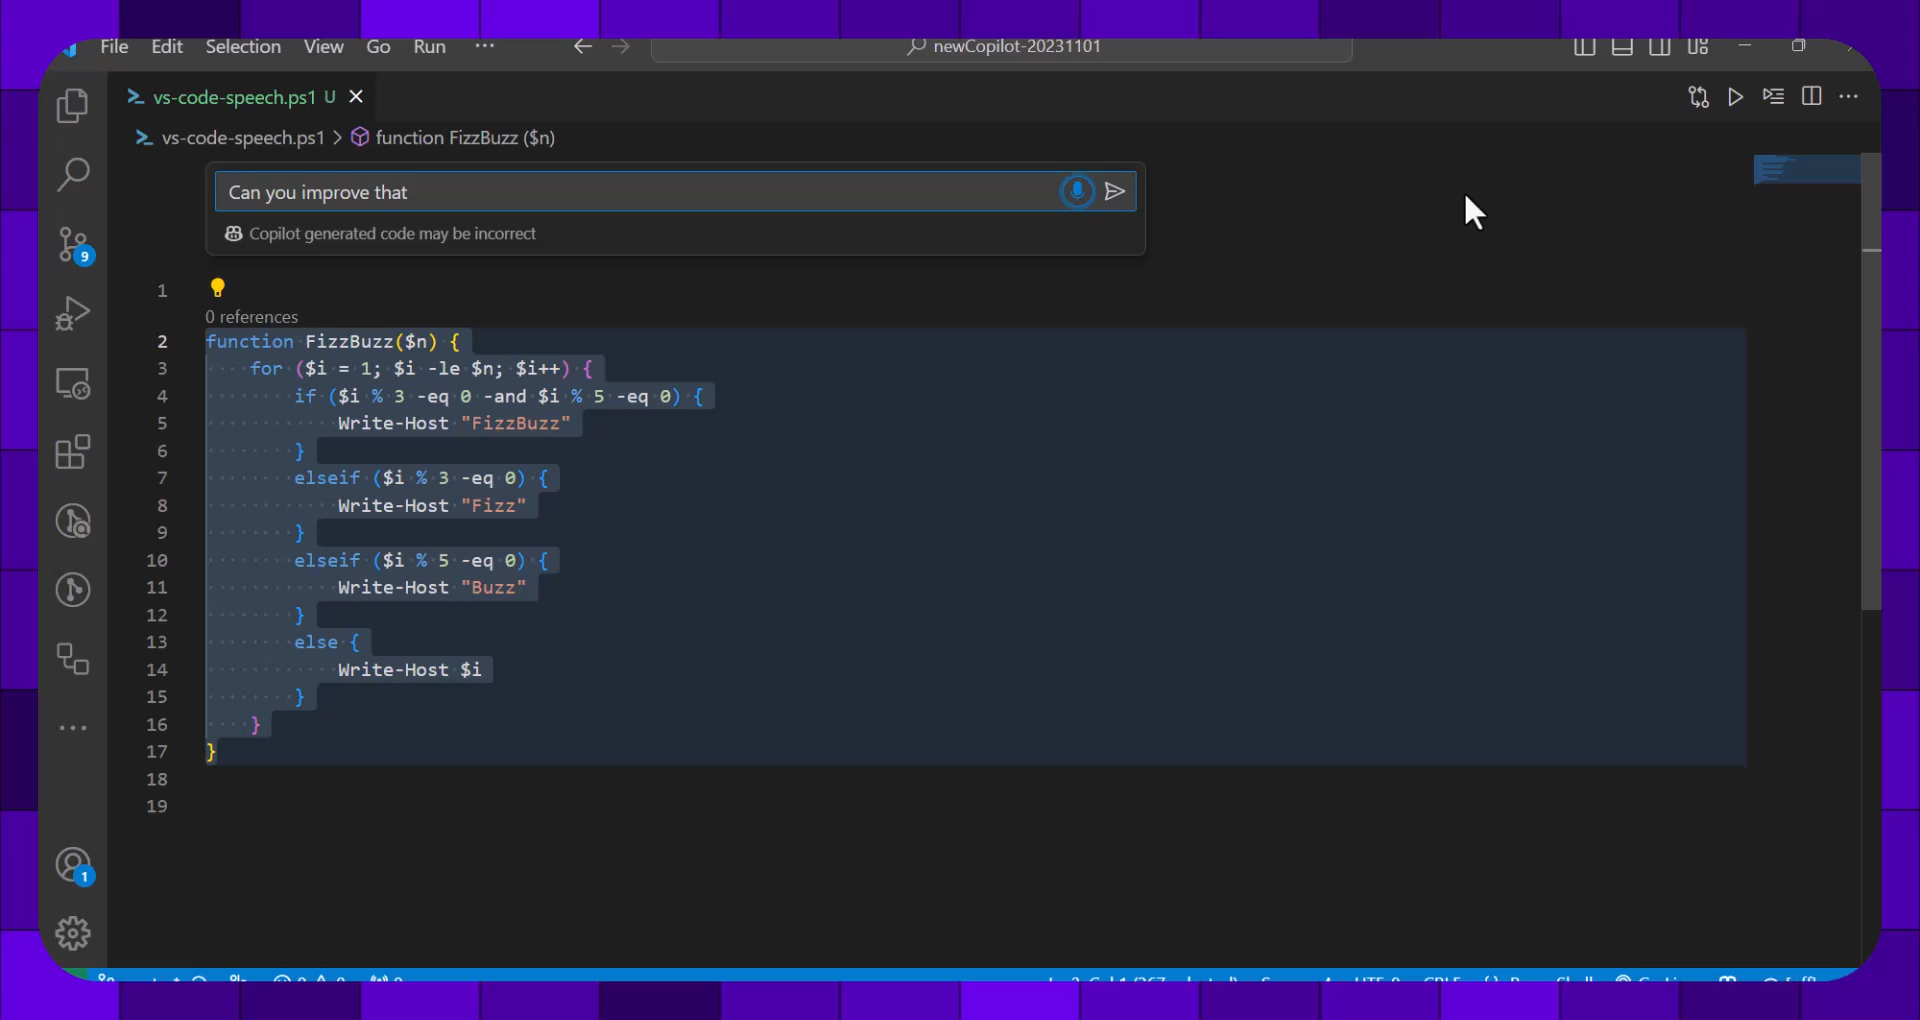 File Edit Selection View Go Run ··· newCopilot-20231101
vs-code-speech.ps1 U
vs-code-speech.ps1 > function FizzBuzz ($n)
Can you improve that
Copilot generated code may be incorrect
9
1
0 references
2 function FizzBuzz($n) {
3 for ($i = 1; $i -le $n; $i++) {
4 if ($i % 3 -eq 0 -and $i % 5 -eq 0) {
5 Write-Host "FizzBuzz"
6 }
7 elseif ($i % 3 -eq 0) {
8 Write-Host "Fizz"
9 }
10 elseif ($i % 5 -eq 0) {
11 Write-Host "Buzz"
12 }
13 else {
14 Write-Host $i
15 }
16 }
17 }
18
19
1